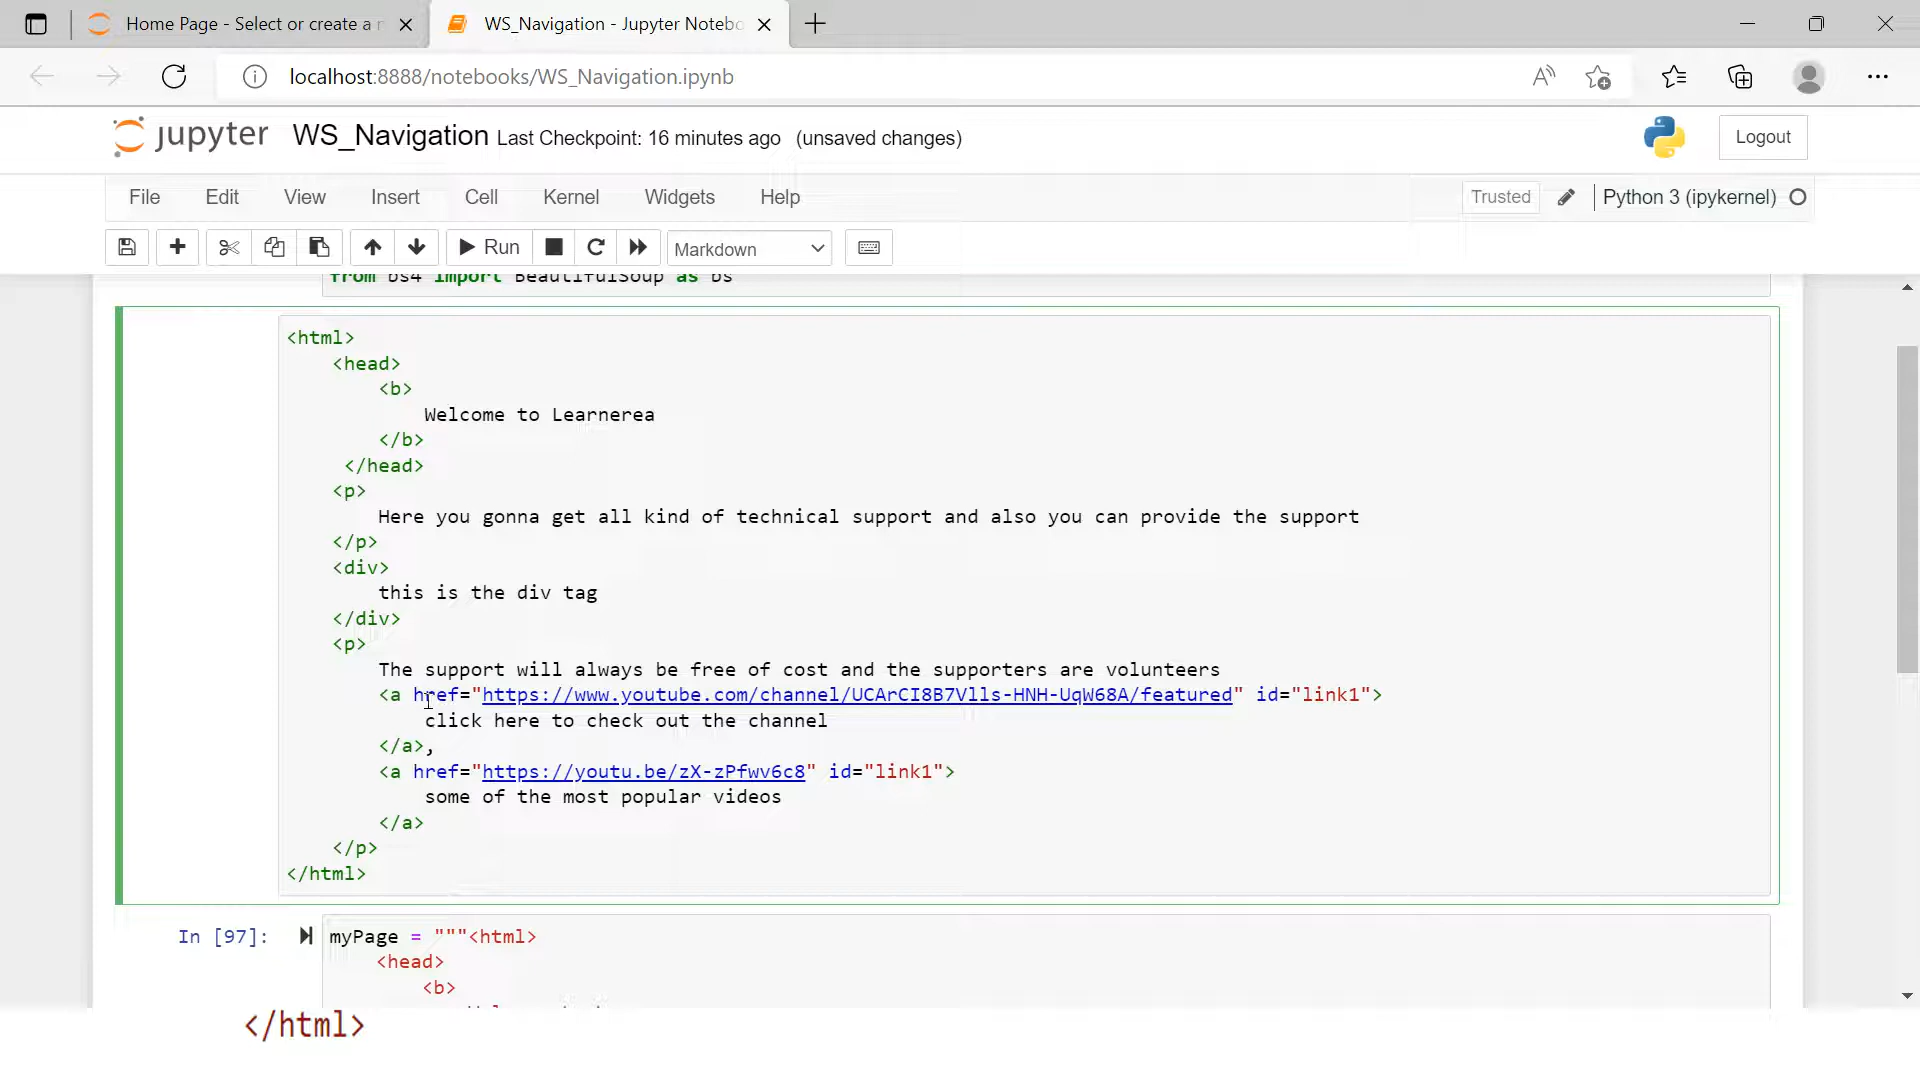 Home Page - Select or create a n
WS_Navigation - Jupyter Notebo
localhost:8888/notebooks/WS_Navigation.ipynb
jupyter WS_Navigation Last Checkpoint: 16 minutes ago (unsaved changes)
Logout
File Edit View Insert Cell Kernel Widgets Help
Trusted Python 3 (ipykernel)
Run Markdown
from bs4 import BeautifulSoup as bs
<html>
<head>
<b>
Welcome to Learnerea
</b>
</head>
<p>
Here you gonna get all kind of technical support and also you can provide the support
</p>
<div>
this is the div tag
</div>
<p>
The support will always be free of cost and the supporters are volunteers
<a href="https://www.youtube.com/channel/UCArCI8B7Vlls-HNH-UqW68A/featured" id="link1">
click here to check out the channel
</a>,
<a href="https://youtu.be/zX-zPfwv6c8" id="link1">
some of the most popular videos
</a>
</p>
</html>
In [97]: myPage = """<html>
<head>
<b>
</html>